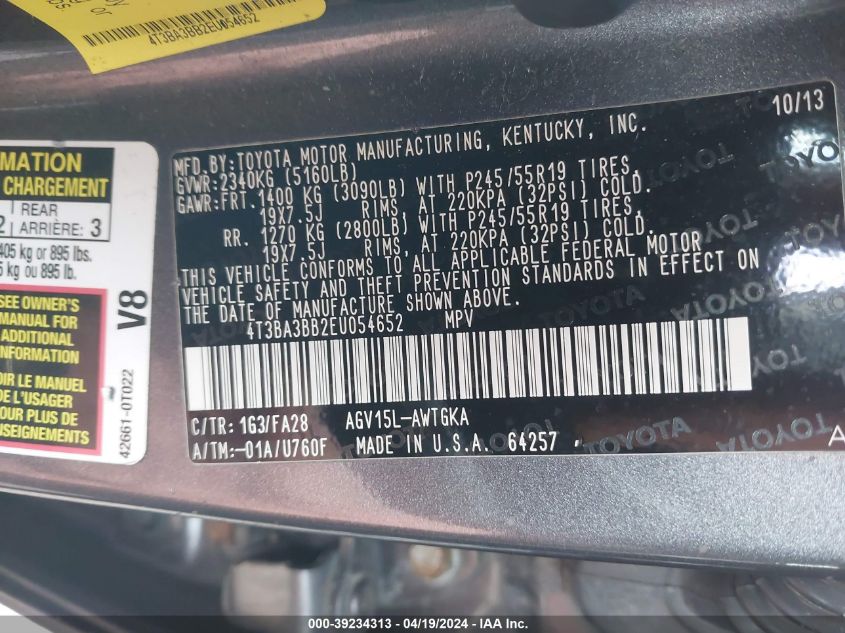 4T3BA3BB2EU054652
10/13
MFD.BY:TOYOTA MOTOR MANUFACTURING, KENTUCKY, INC.
GVWR:2340KG (5160LB)
GAWR:FRT. 1400 KG (3090LB) WITH P245/55R19 TIRES,
19X7.5J RIMS, AT 220KPA (32PSI) COLD.
RR. 1270 KG (2800LB) WITH P245/55R19 TIRES,
19X7.5J RIMS, AT 220KPA (32PSI) COLD.
THIS VEHICLE CONFORMS TO ALL APPLICABLE FEDERAL MOTOR
VEHICLE SAFETY AND THEFT PREVENTION STANDARDS IN EFFECT ON
THE DATE OF MANUFACTURE SHOWN ABOVE.
4T3BA3BB2EU054652 MPV
C/TR: 1G3/FA28 AGV15L-AWTGKA
A/TM:-01A/U760F MADE IN U.S.A. 64257
TOYOTA
MATION
CHARGEMENT
REAR
2 ARRIÈRE: 3
405 kg or 895 lbs.
5 kg ou 895 lb.
SEE OWNER'S
MANUAL FOR
ADDITIONAL
INFORMATION
OIR LE MANUEL
DE L'USAGER
OUR PLUS DE
NSEIGNEMENTS
V8
42661-0T022
000-39234313 - 04/19/2024 - IAA Inc.